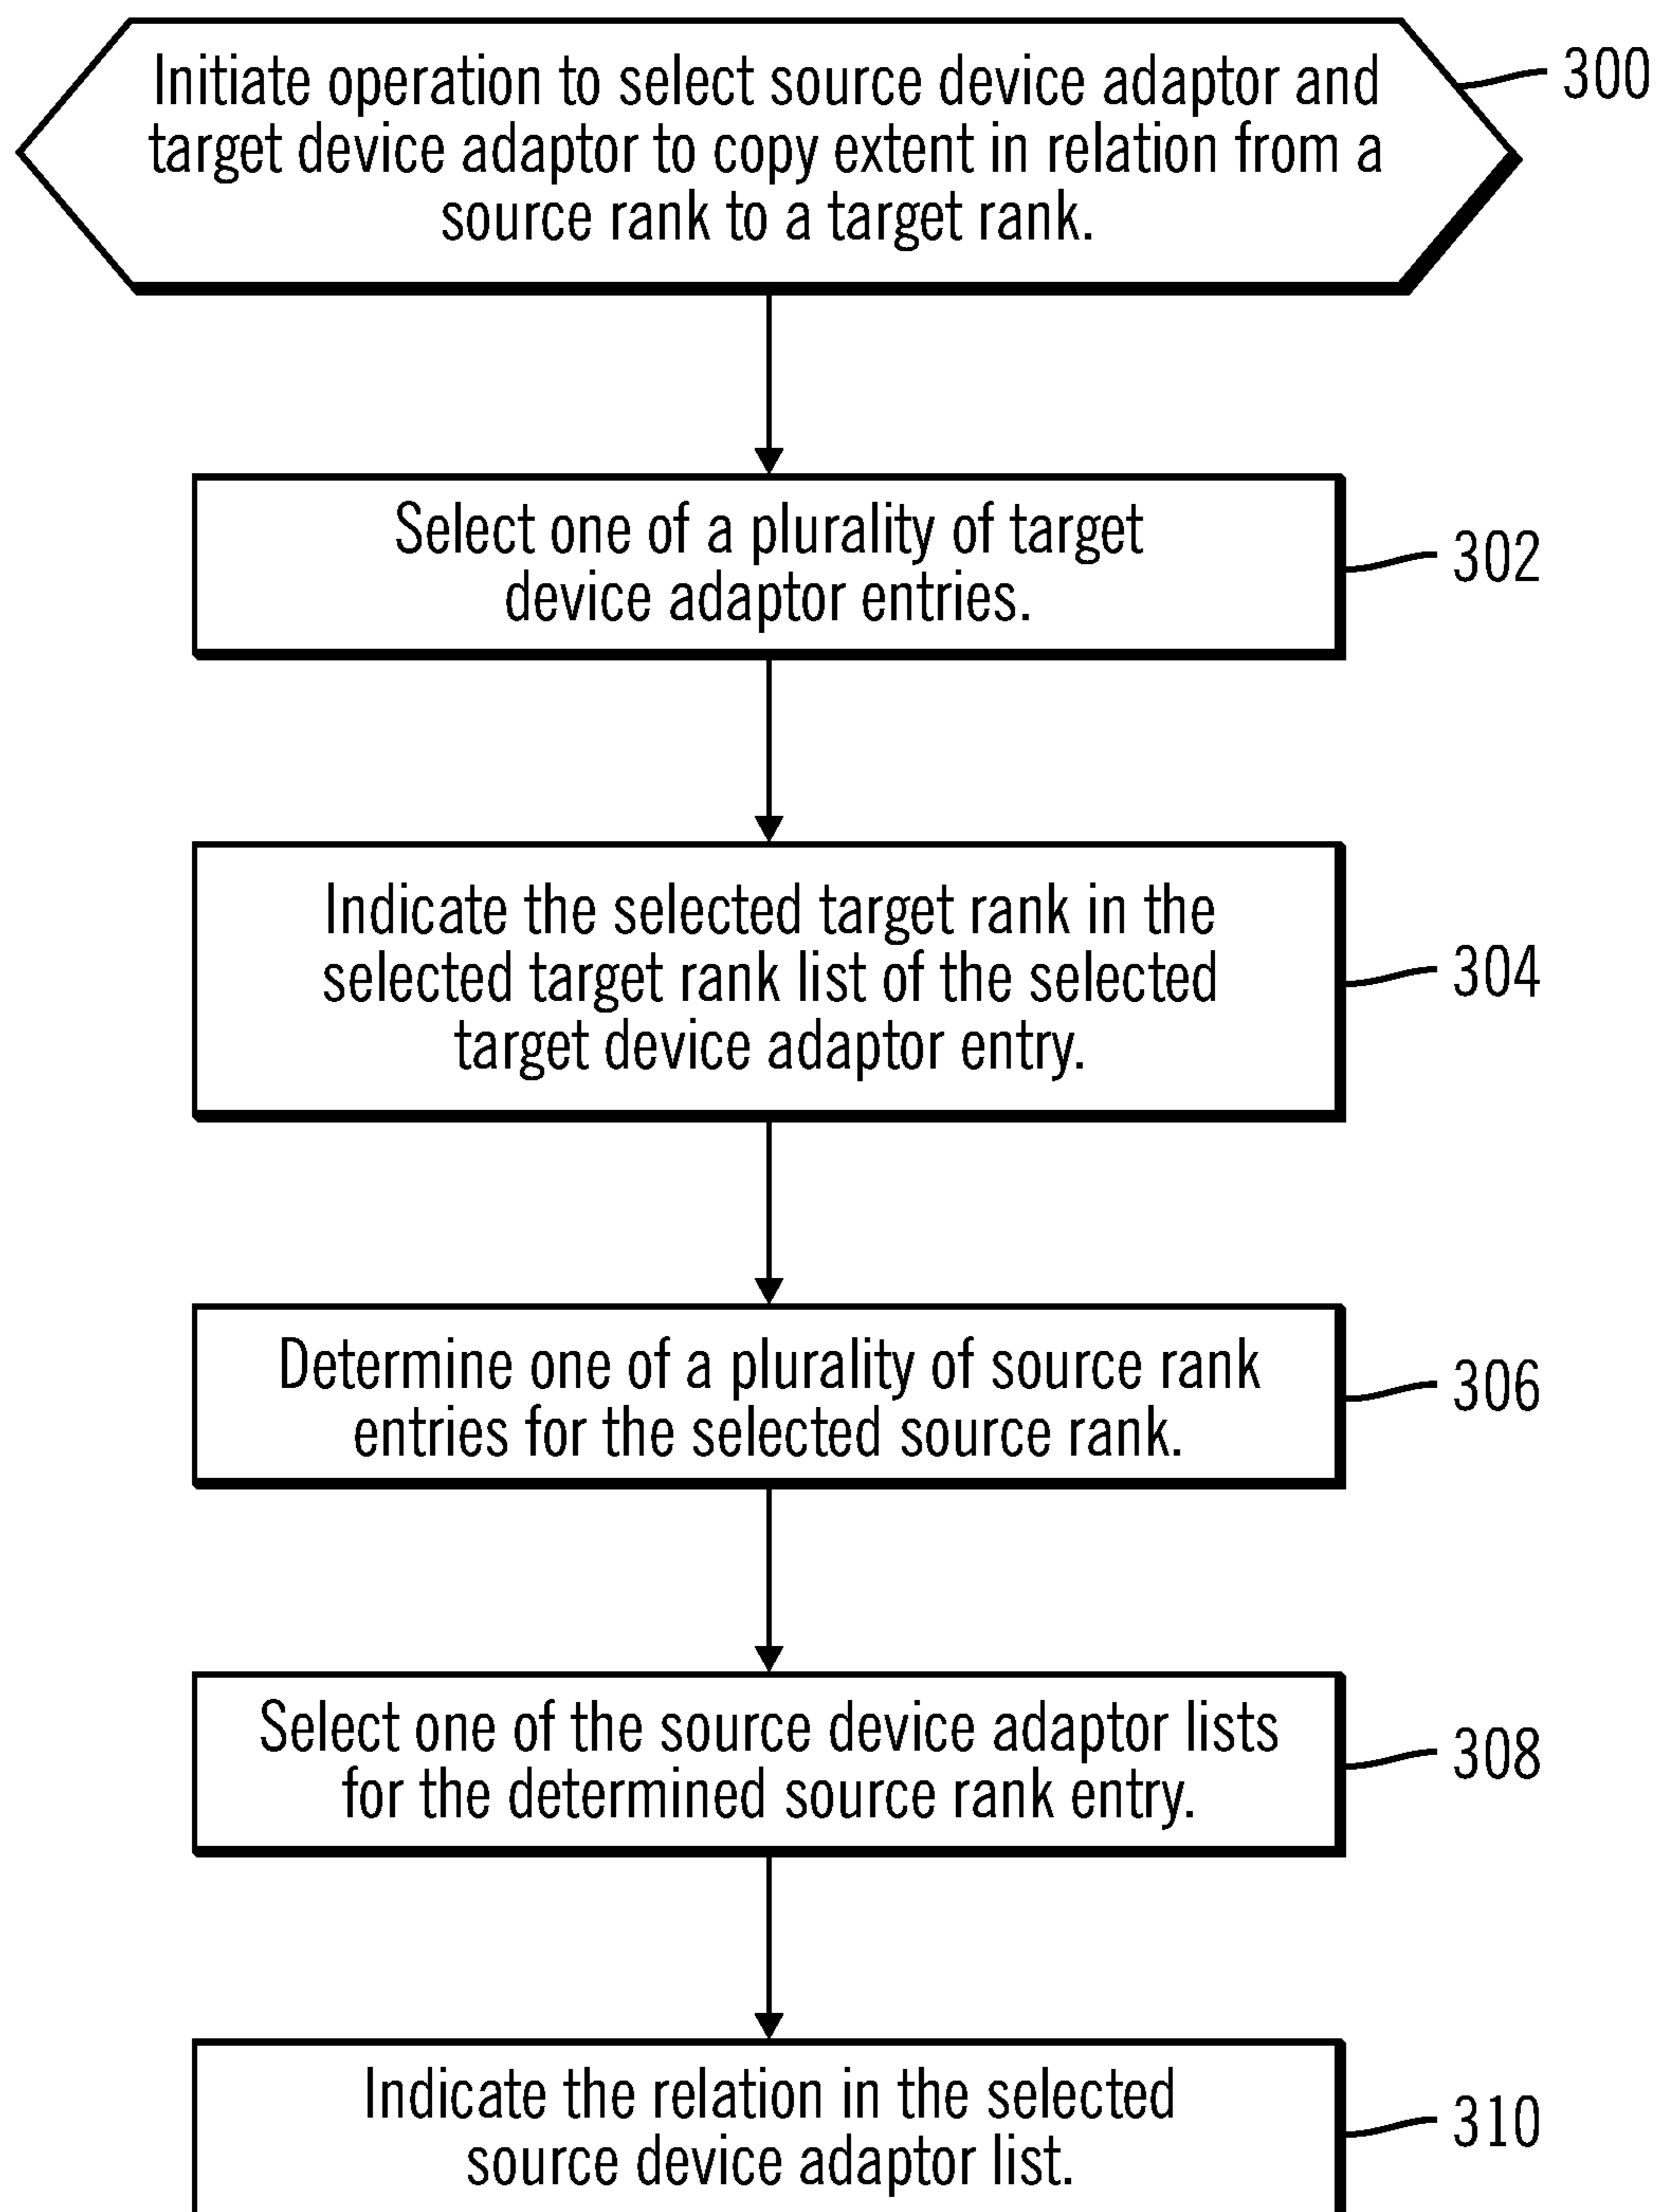 Initiate operation to select source device adaptor and
target device adaptor to copy extent in relation from a
source rank to a target rank.
300
Select one of a plurality of target
device adaptor entries.
302
Indicate the selected target rank in the
selected target rank list of the selected
target device adaptor entry.
304
Determine one of a plurality of source rank
entries for the selected source rank.
306
Select one of the source device adaptor lists
for the determined source rank entry.
308
Indicate the relation in the selected
source device adaptor list.
310